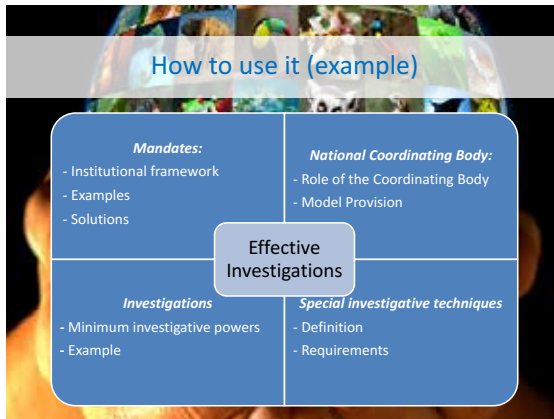 How to use it (example)
Mandates:
- Institutional framework
- Examples
- Solutions
National Coordinating Body:
- Role of the Coordinating Body
- Model Provision
Effective
Investigations
Investigations
- Minimum investigative powers
- Example
Special investigative techniques
- Definition
- Requirements